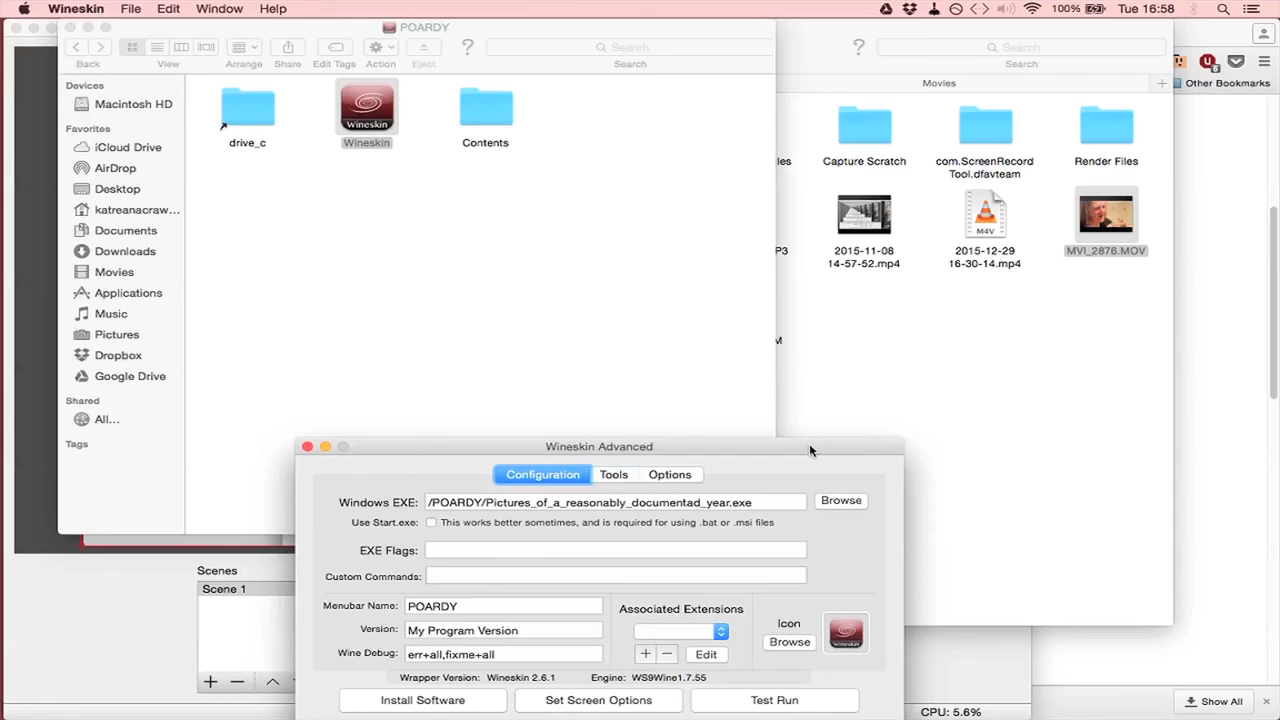 Wineskin File Edit Window Help 100% Tue 16:58
POARDY
Search
Search
Back View Arrange Share Edit Tags Action Eject Search
Search
Movies
Other Bookmarks
Devices
Macintosh HD
Favorites
iCloud Drive
AirDrop
Desktop
katreanacraw...
Documents
Downloads
Movies
Applications
Music
Pictures
Dropbox
Google Drive
Shared
All...
Tags
Wineskin
drive_c
Wineskin
Contents
les
Capture Scratch
com.ScreenRecord
Tool.dfavteam
Render Files
M4V
P3
2015-11-08
14-57-52.mp4
2015-12-29
16-30-14.mp4
MVI_2876.MOV
M
Wineskin Advanced
Configuration Tools Options
Windows EXE: /POARDY/Pictures_of_a_reasonably_documentad_year.exe Browse
Use Start.exe: This works better sometimes, and is required for using .bat or .msi files
EXE Flags:
Custom Commands:
Menubar Name: POARDY
Version: My Program Version
Wine Debug: err+all,fixme+all
Associated Extensions
+ − Edit
Icon
Browse
Wineskin
Wrapper Version: Wineskin 2.6.1 Engine: WS9Wine1.7.55
Install Software Set Screen Options Test Run
Scenes
Scene 1
CPU: 5.6%
Show All